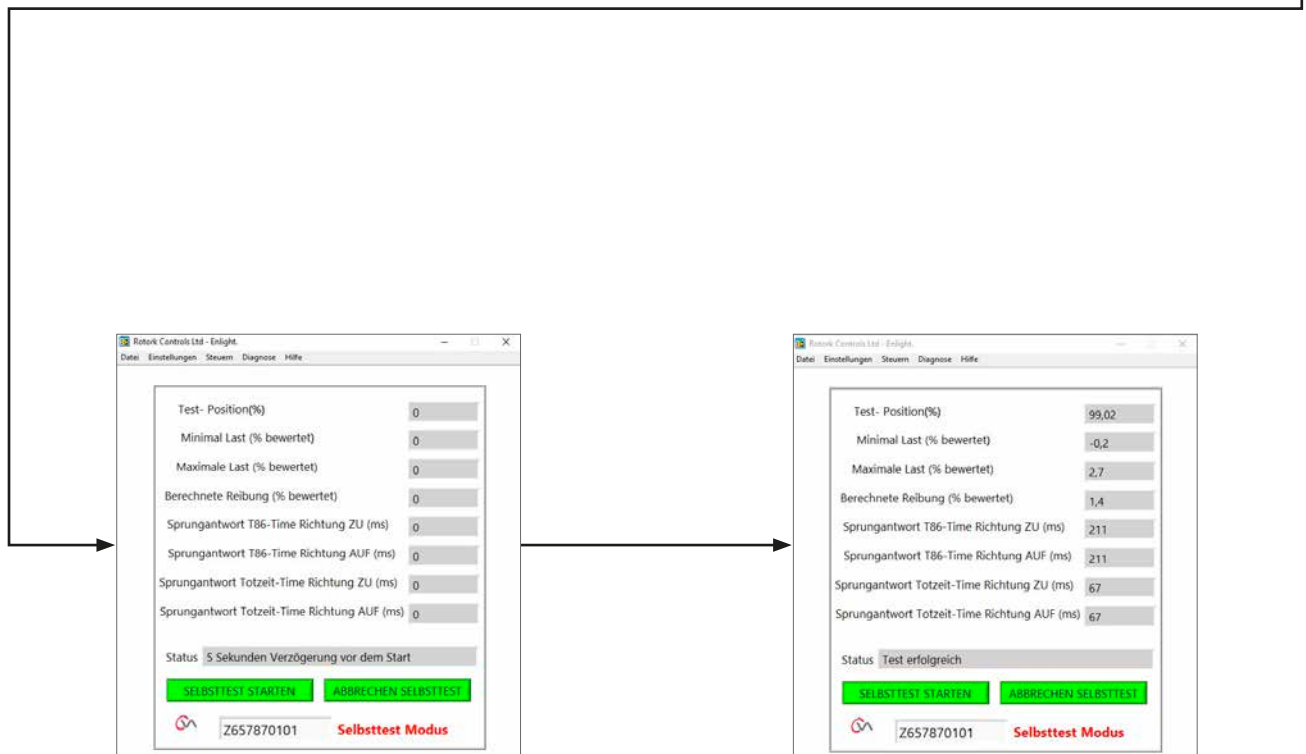 Rotork Controls Ltd - Enlight.
Datei Einstellungen Steuern Diagnose Hilfe
Test- Position(%) 0
Minimal Last (% bewertet) 0
Maximale Last (% bewertet) 0
Berechnete Reibung (% bewertet) 0
Sprungantwort T86-Time Richtung ZU (ms) 0
Sprungantwort T86-Time Richtung AUF (ms) 0
Sprungantwort Totzeit-Time Richtung ZU (ms) 0
Sprungantwort Totzeit-Time Richtung AUF (ms) 0
Status 5 Sekunden Verzögerung vor dem Start
SELBSTTEST STARTEN ABBRECHEN SELBSTTEST
Z657870101 Selbsttest Modus
Rotork Controls Ltd - Enlight.
Datei Einstellungen Steuern Diagnose Hilfe
Test- Position(%) 99,02
Minimal Last (% bewertet) -0,2
Maximale Last (% bewertet) 2,7
Berechnete Reibung (% bewertet) 1,4
Sprungantwort T86-Time Richtung ZU (ms) 211
Sprungantwort T86-Time Richtung AUF (ms) 211
Sprungantwort Totzeit-Time Richtung ZU (ms) 67
Sprungantwort Totzeit-Time Richtung AUF (ms) 67
Status Test erfolgreich
SELBSTTEST STARTEN ABBRECHEN SELBSTTEST
Z657870101 Selbsttest Modus